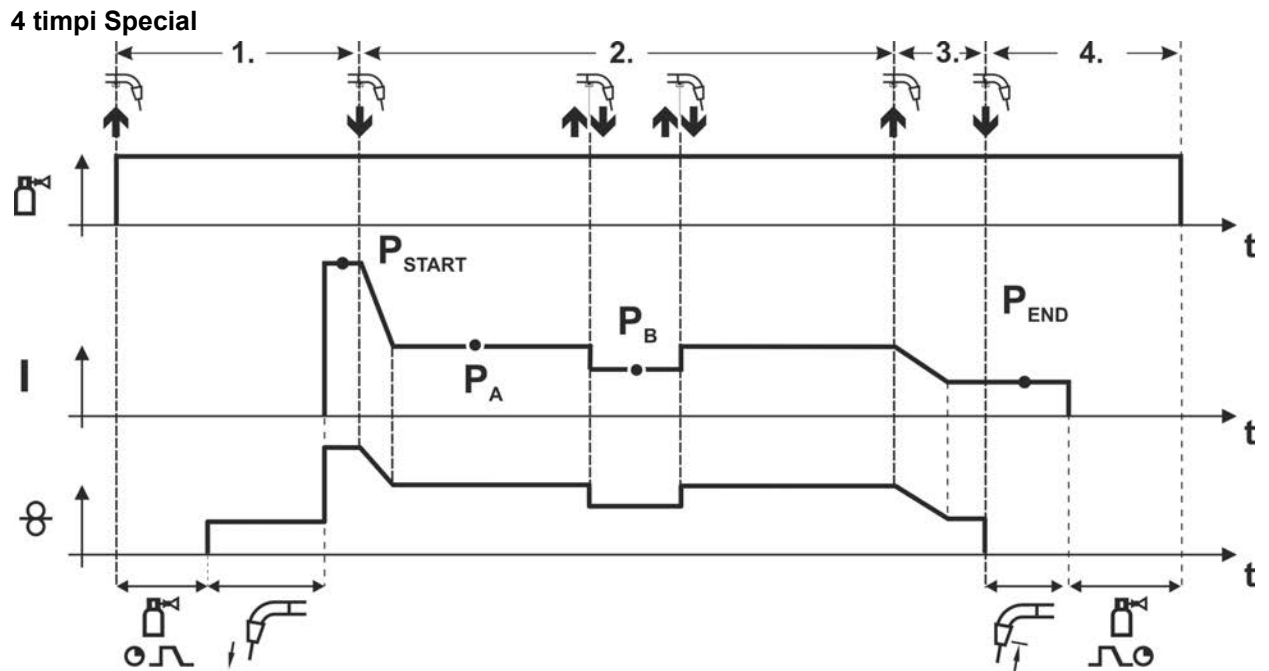 4 timpi Special
1. 2. 3. 4.
t
P START
P END
P B
I
P A
t
t